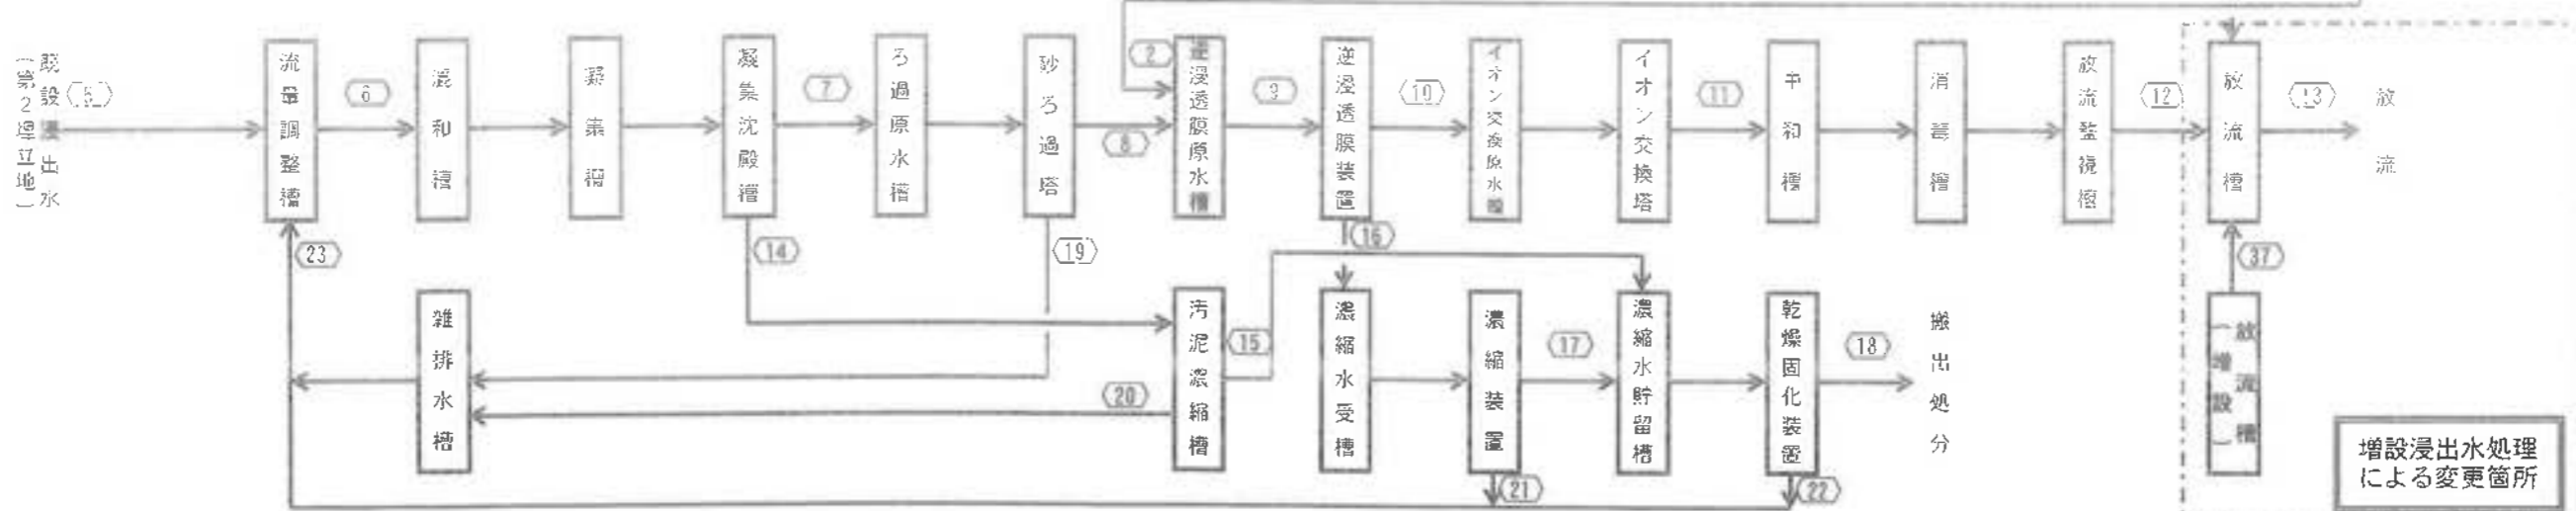 既設浸出水
(第2埋立地)
5
流量調整槽
6
混和槽
凝集槽
凝集沈殿槽
7
ろ過原水槽
砂ろ過塔
2
8
逆浸透膜原水槽
9
逆浸透膜装置
10
イオン交換原水槽
イオン交換塔
11
中和槽
消毒槽
放流監視槽
12
放流槽
13
放流
23
14
19
16
37
雑排水槽
汚泥濃縮槽
15
20
濃縮水受槽
濃縮装置
17
濃縮水貯留槽
乾燥固化装置
18
搬出処分
放流槽
(増設)
21
22
増設浸出水処理
による変更箇所